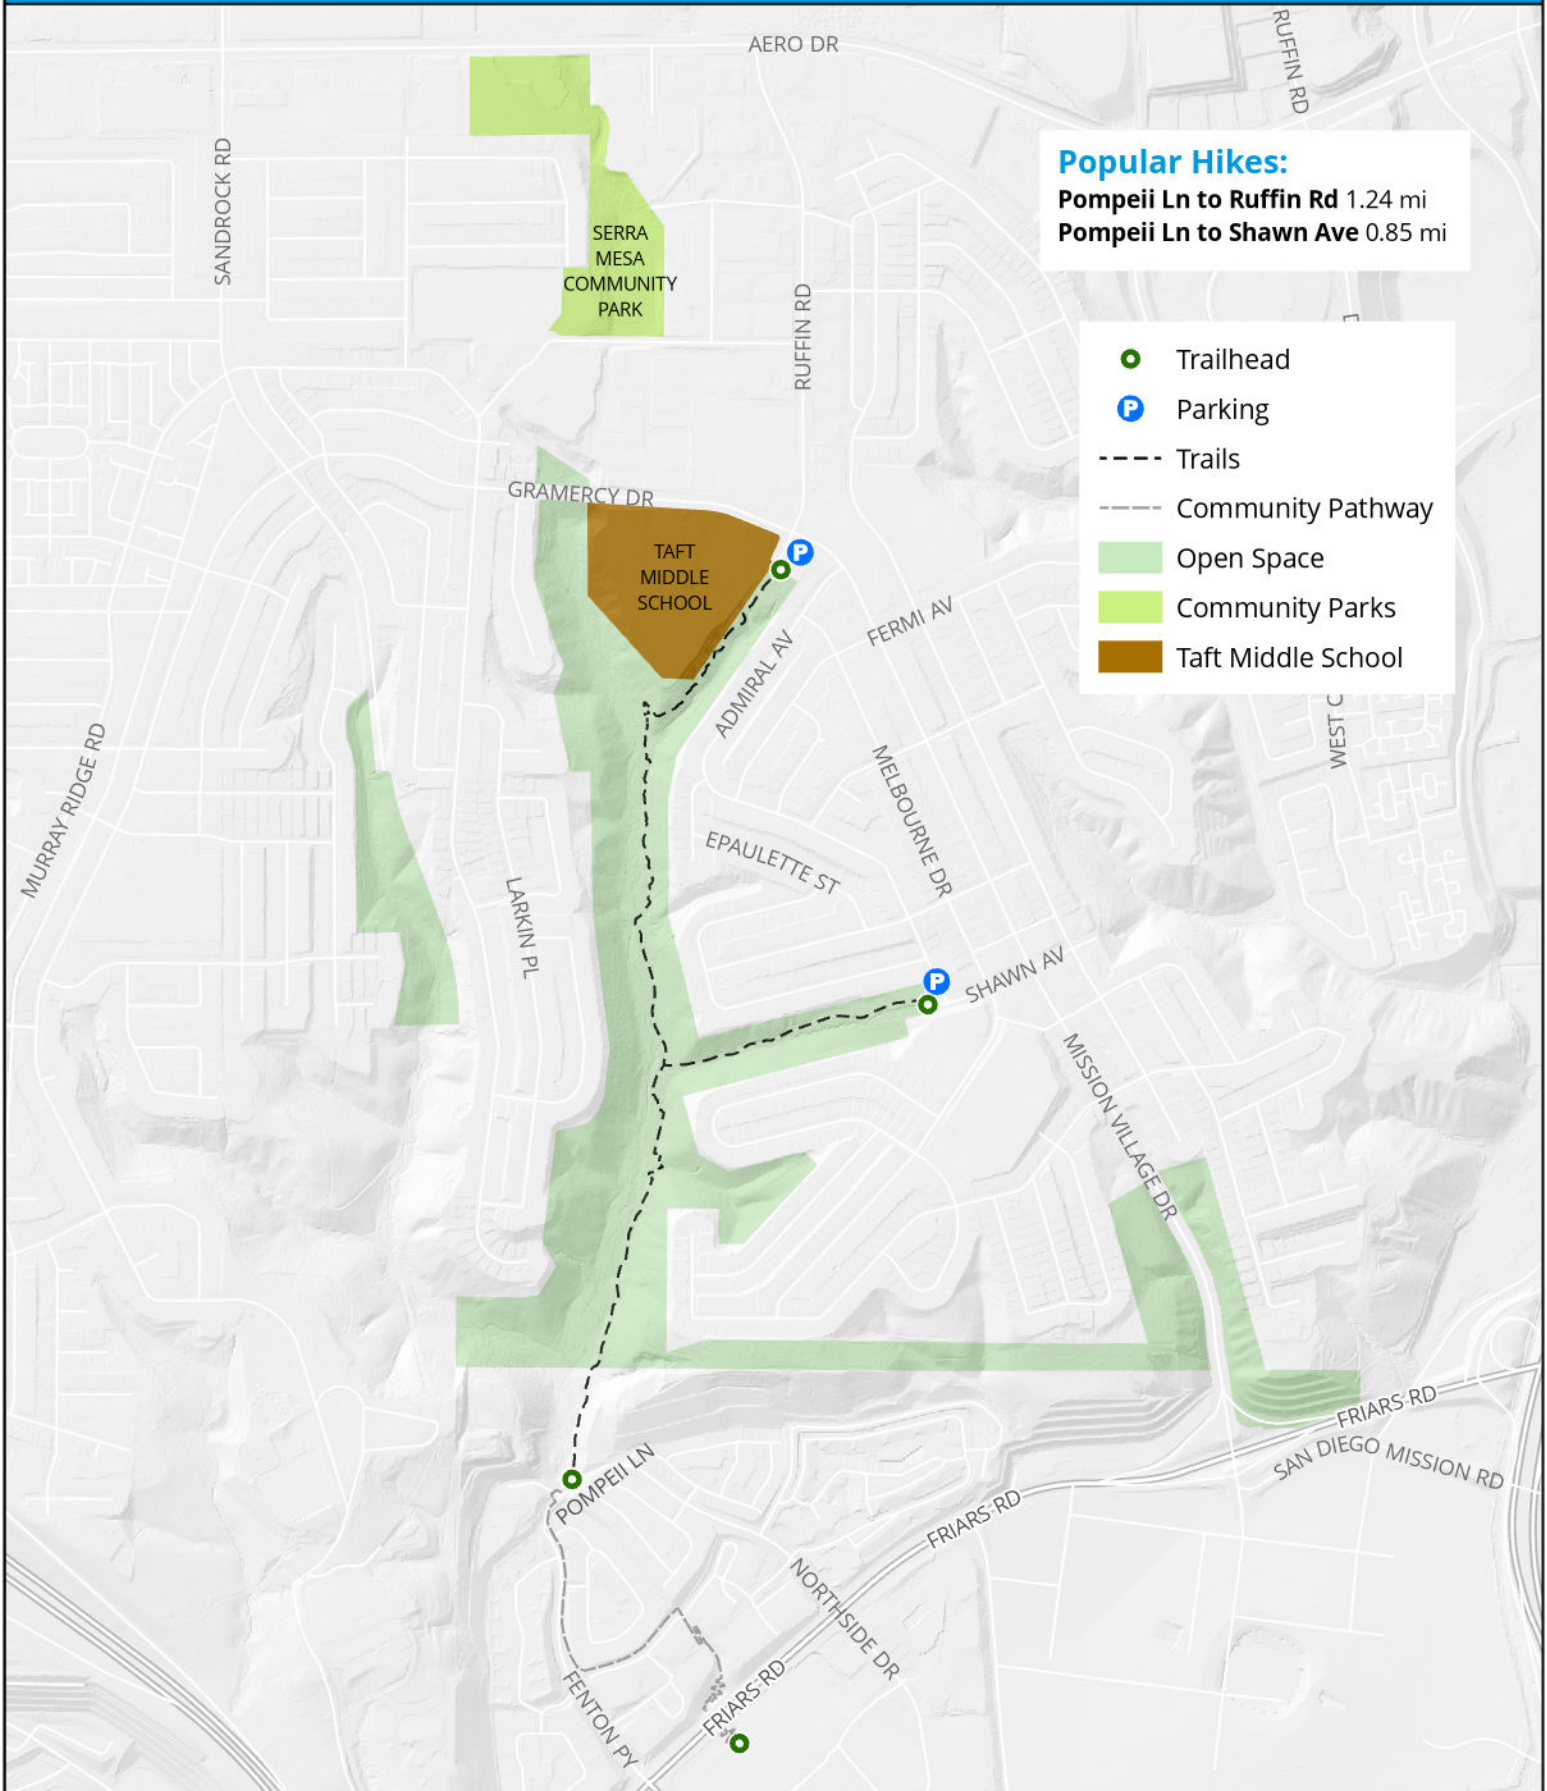 AERO DR
RUFFIN RD
SANDROCK RD
Popular Hikes:
Pompeii Ln to Ruffin Rd 1.24 mi
Pompeii Ln to Shawn Ave 0.85 mi
SERRA
MESA
COMMUNITY
PARK
RUFFIN RD
P Trailhead
P Parking
Trails
Community Pathway
Open Space
Community Parks
Taft Middle School
GRAMERCY DR
TAFT
MIDDLE
SCHOOL
P
FERMI AV
ADMIRAL AV
WEST C
MURRAY RIDGE RD
MELBOURNE DR
EPAULETTE ST
LARKIN PL
P
SHAWN AV
MISSION VILLAGE DR
FRIARS RD
SAN DIEGO MISSION RD
POMPEII LN
FRIARS RD
NORTHSIDE DR
FENTON PY
FRIARS RD